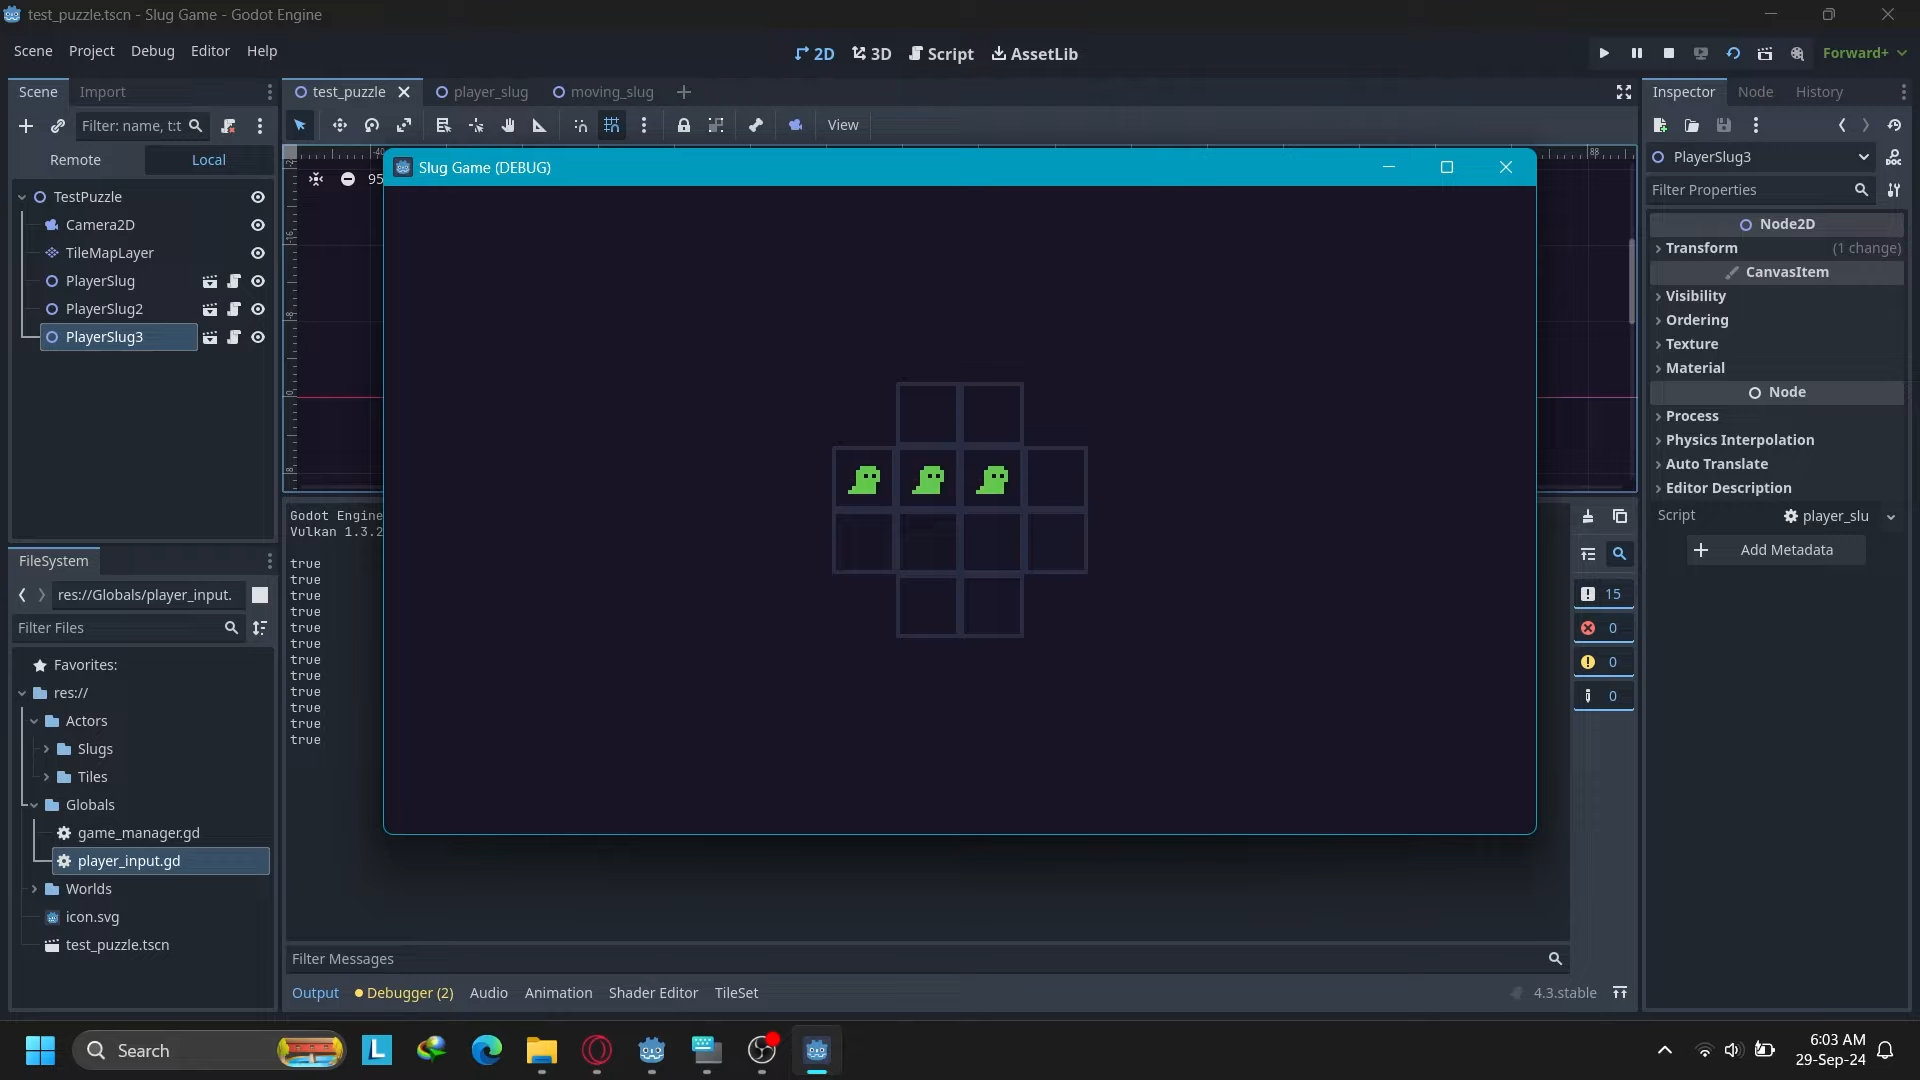 test_puzzle.tscn - Slug Game - Godot Engine
Scene Project Debug Editor Help
2D 3D Script AssetLib
Forward+
Scene Import
test_puzzle player_slug moving_slug
Inspector Node History
Filter: name, t:t
View
Remote Local
PlayerSlug3
Filter Properties
TestPuzzle
Camera2D
TileMapLayer
PlayerSlug
PlayerSlug2
PlayerSlug3
95
Slug Game (DEBUG)
Node2D
Transform (1 change)
CanvasItem
Visibility
Ordering
Texture
Material
Node
Process
Physics Interpolation
Auto Translate
Editor Description
Script player_slu
Add Metadata
Godot Engine
Vulkan 1.3.2
true
true
true
true
true
true
true
true
true
true
true
true
15
0
0
0
FileSystem
res://Globals/player_input.
Filter Files
Favorites:
res://
Actors
Slugs
Tiles
Globals
game_manager.gd
player_input.gd
Worlds
icon.svg
test_puzzle.tscn
Filter Messages
Output Debugger (2) Audio Animation Shader Editor TileSet
4.3.stable
Search
L
6:03 AM
29-Sep-24